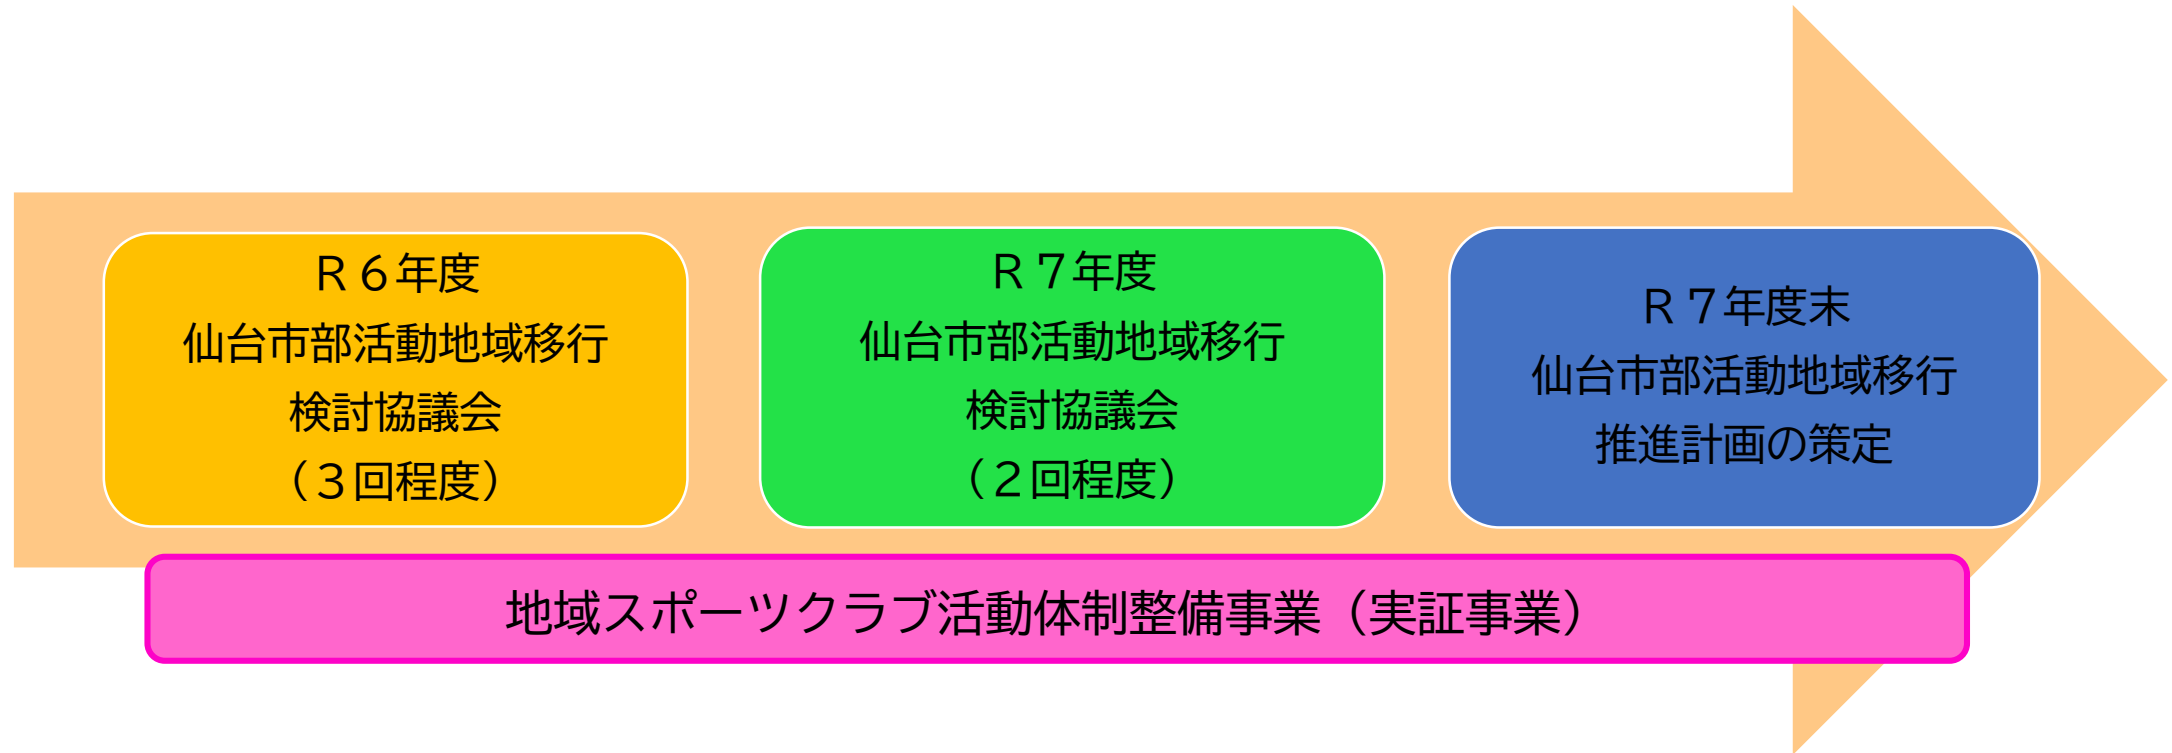 R６年度
仙台市部活動地域移行
検討協議会
（３回程度）
R７年度
仙台市部活動地域移行
検討協議会
（２回程度）
R７年度末
仙台市部活動地域移行
推進計画の策定
地域スポーツクラブ活動体制整備事業（実証事業）